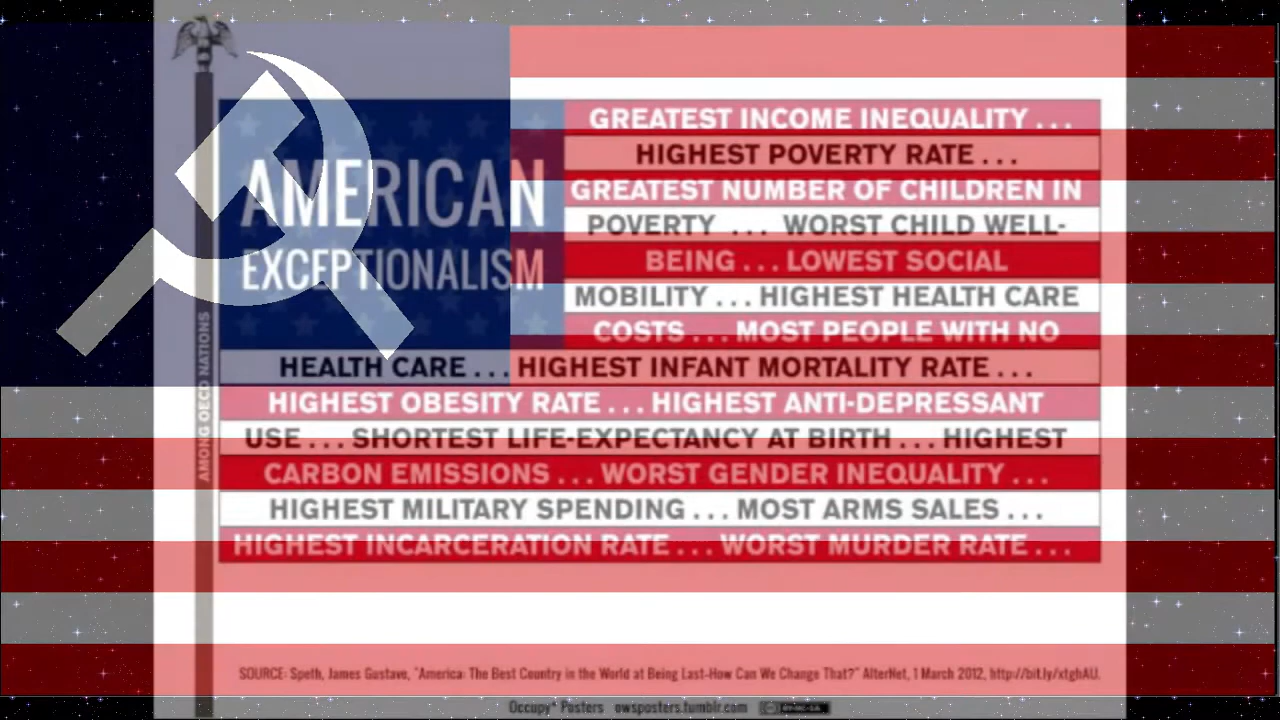 AMERICAN
EXCEPTIONALISM
GREATEST INCOME INEQUALITY . . .
HIGHEST POVERTY RATE . . .
GREATEST NUMBER OF CHILDREN IN
POVERTY . . . WORST CHILD WELL-
BEING . . . LOWEST SOCIAL
MOBILITY . . . HIGHEST HEALTH CARE
COSTS . . . MOST PEOPLE WITH NO
HEALTH CARE . . . HIGHEST INFANT MORTALITY RATE . . .
HIGHEST OBESITY RATE . . . HIGHEST ANTI-DEPRESSANT
USE . . . SHORTEST LIFE-EXPECTANCY AT BIRTH . . . HIGHEST
CARBON EMISSIONS . . . WORST GENDER INEQUALITY . . .
HIGHEST MILITARY SPENDING . . . MOST ARMS SALES . . .
HIGHEST INCARCERATION RATE . . . WORST MURDER RATE . . .
AMONG OECD NATIONS
SOURCE: Speth, James Gustave, "America: The Best Country in the World at Being Last-How Can We Change That?" AlterNet, 1 March 2012, http://bit.ly/xtghAU.
Occupy* Posters owsposters.tumblr.com